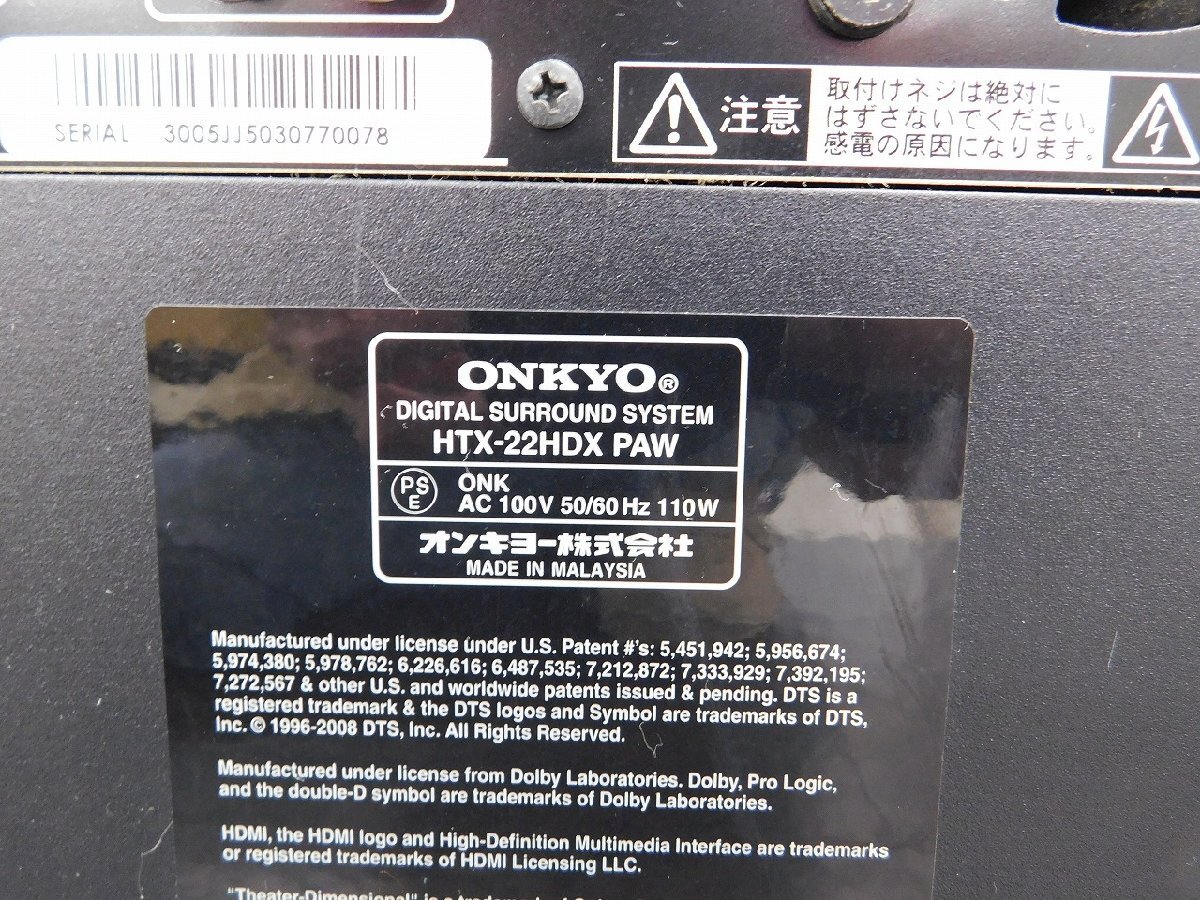 SERIAL 3005JJ5030770078
注意
取付けネジは絶対に
はずさないでください。
感電の原因になります。
ONKYO®
DIGITAL SURROUND SYSTEM
HTX-22HDX PAW
PS
E
ONK
AC 100V 50/60 Hz 110W
オンキヨー株式会社
MADE IN MALAYSIA
Manufactured under license under U.S. Patent #'s: 5,451,942; 5,956,674;
5,974,380; 5,978,762; 6,226,616; 6,487,535; 7,212,872; 7,333,929; 7,392,195;
7,272,567 & other U.S. and worldwide patents issued & pending. DTS is a
registered trademark & the DTS logos and Symbol are trademarks of DTS,
Inc. © 1996-2008 DTS, Inc. All Rights Reserved.
Manufactured under license from Dolby Laboratories. Dolby, Pro Logic,
and the double-D symbol are trademarks of Dolby Laboratories.
HDMI, the HDMI logo and High-Definition Multimedia Interface are trademarks
or registered trademarks of HDMI Licensing LLC.
"Theater-Dimensional" is a trademark of